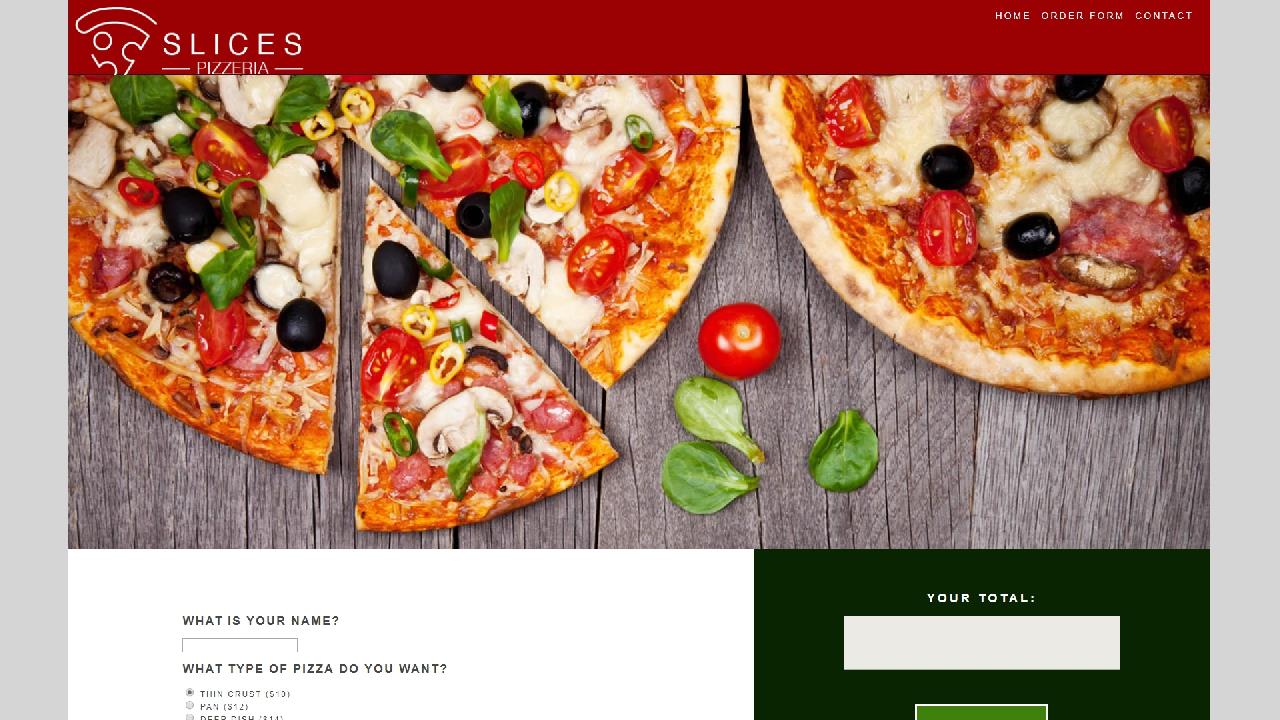 HOME ORDER FORM CONTACT
SLICES
PIZZERIA
WHAT IS YOUR NAME?
WHAT TYPE OF PIZZA DO YOU WANT?
THIN CRUST ($10)
PAN ($12)
DEEP DISH ($14)
YOUR TOTAL: